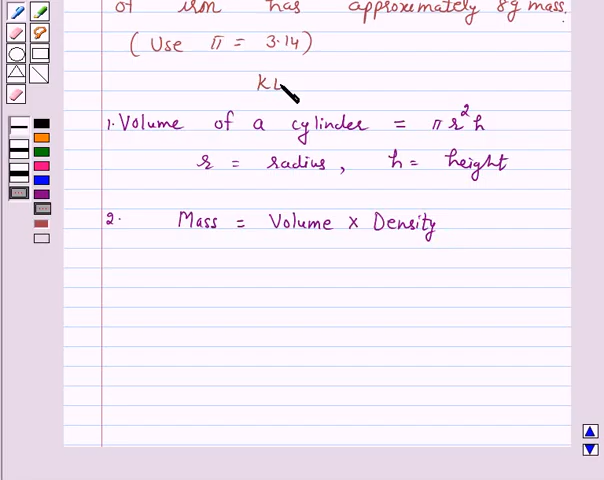 of iron has approximately 8g mass.
( Use π = 3.14 )
KL
1. Volume of a cylinder = πr²h
r = radius, h = height
2. Mass = Volume × Density